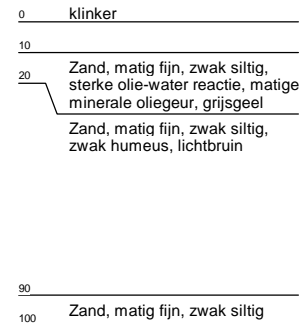 0 klinker
10
20 Zand, matig fijn, zwak siltig,
sterke olie-water reactie, matige
minerale oliegeur, grijsgeel
Zand, matig fijn, zwak siltig,
zwak humeus, lichtbruin
90
100 Zand, matig fijn, zwak siltig